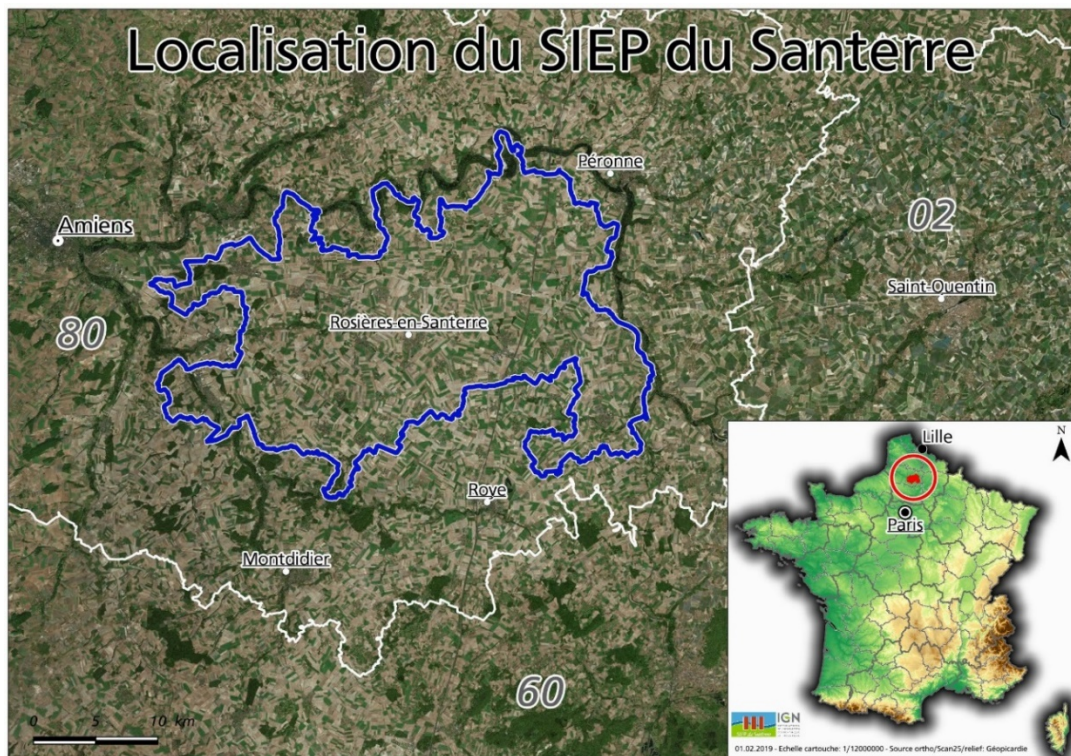 Localisation du SIEP du Santerre
Péronne
Amiens
02
Saint-Quentin
Rosières-en-Santerre
80
Lille
N
Roye
Paris
Montdidier
60
0 5 10 km
IGN
01.02.2019 - Echelle cartouche: 1/12000000 - Source ortho/Scan25/relief: Géopicardie